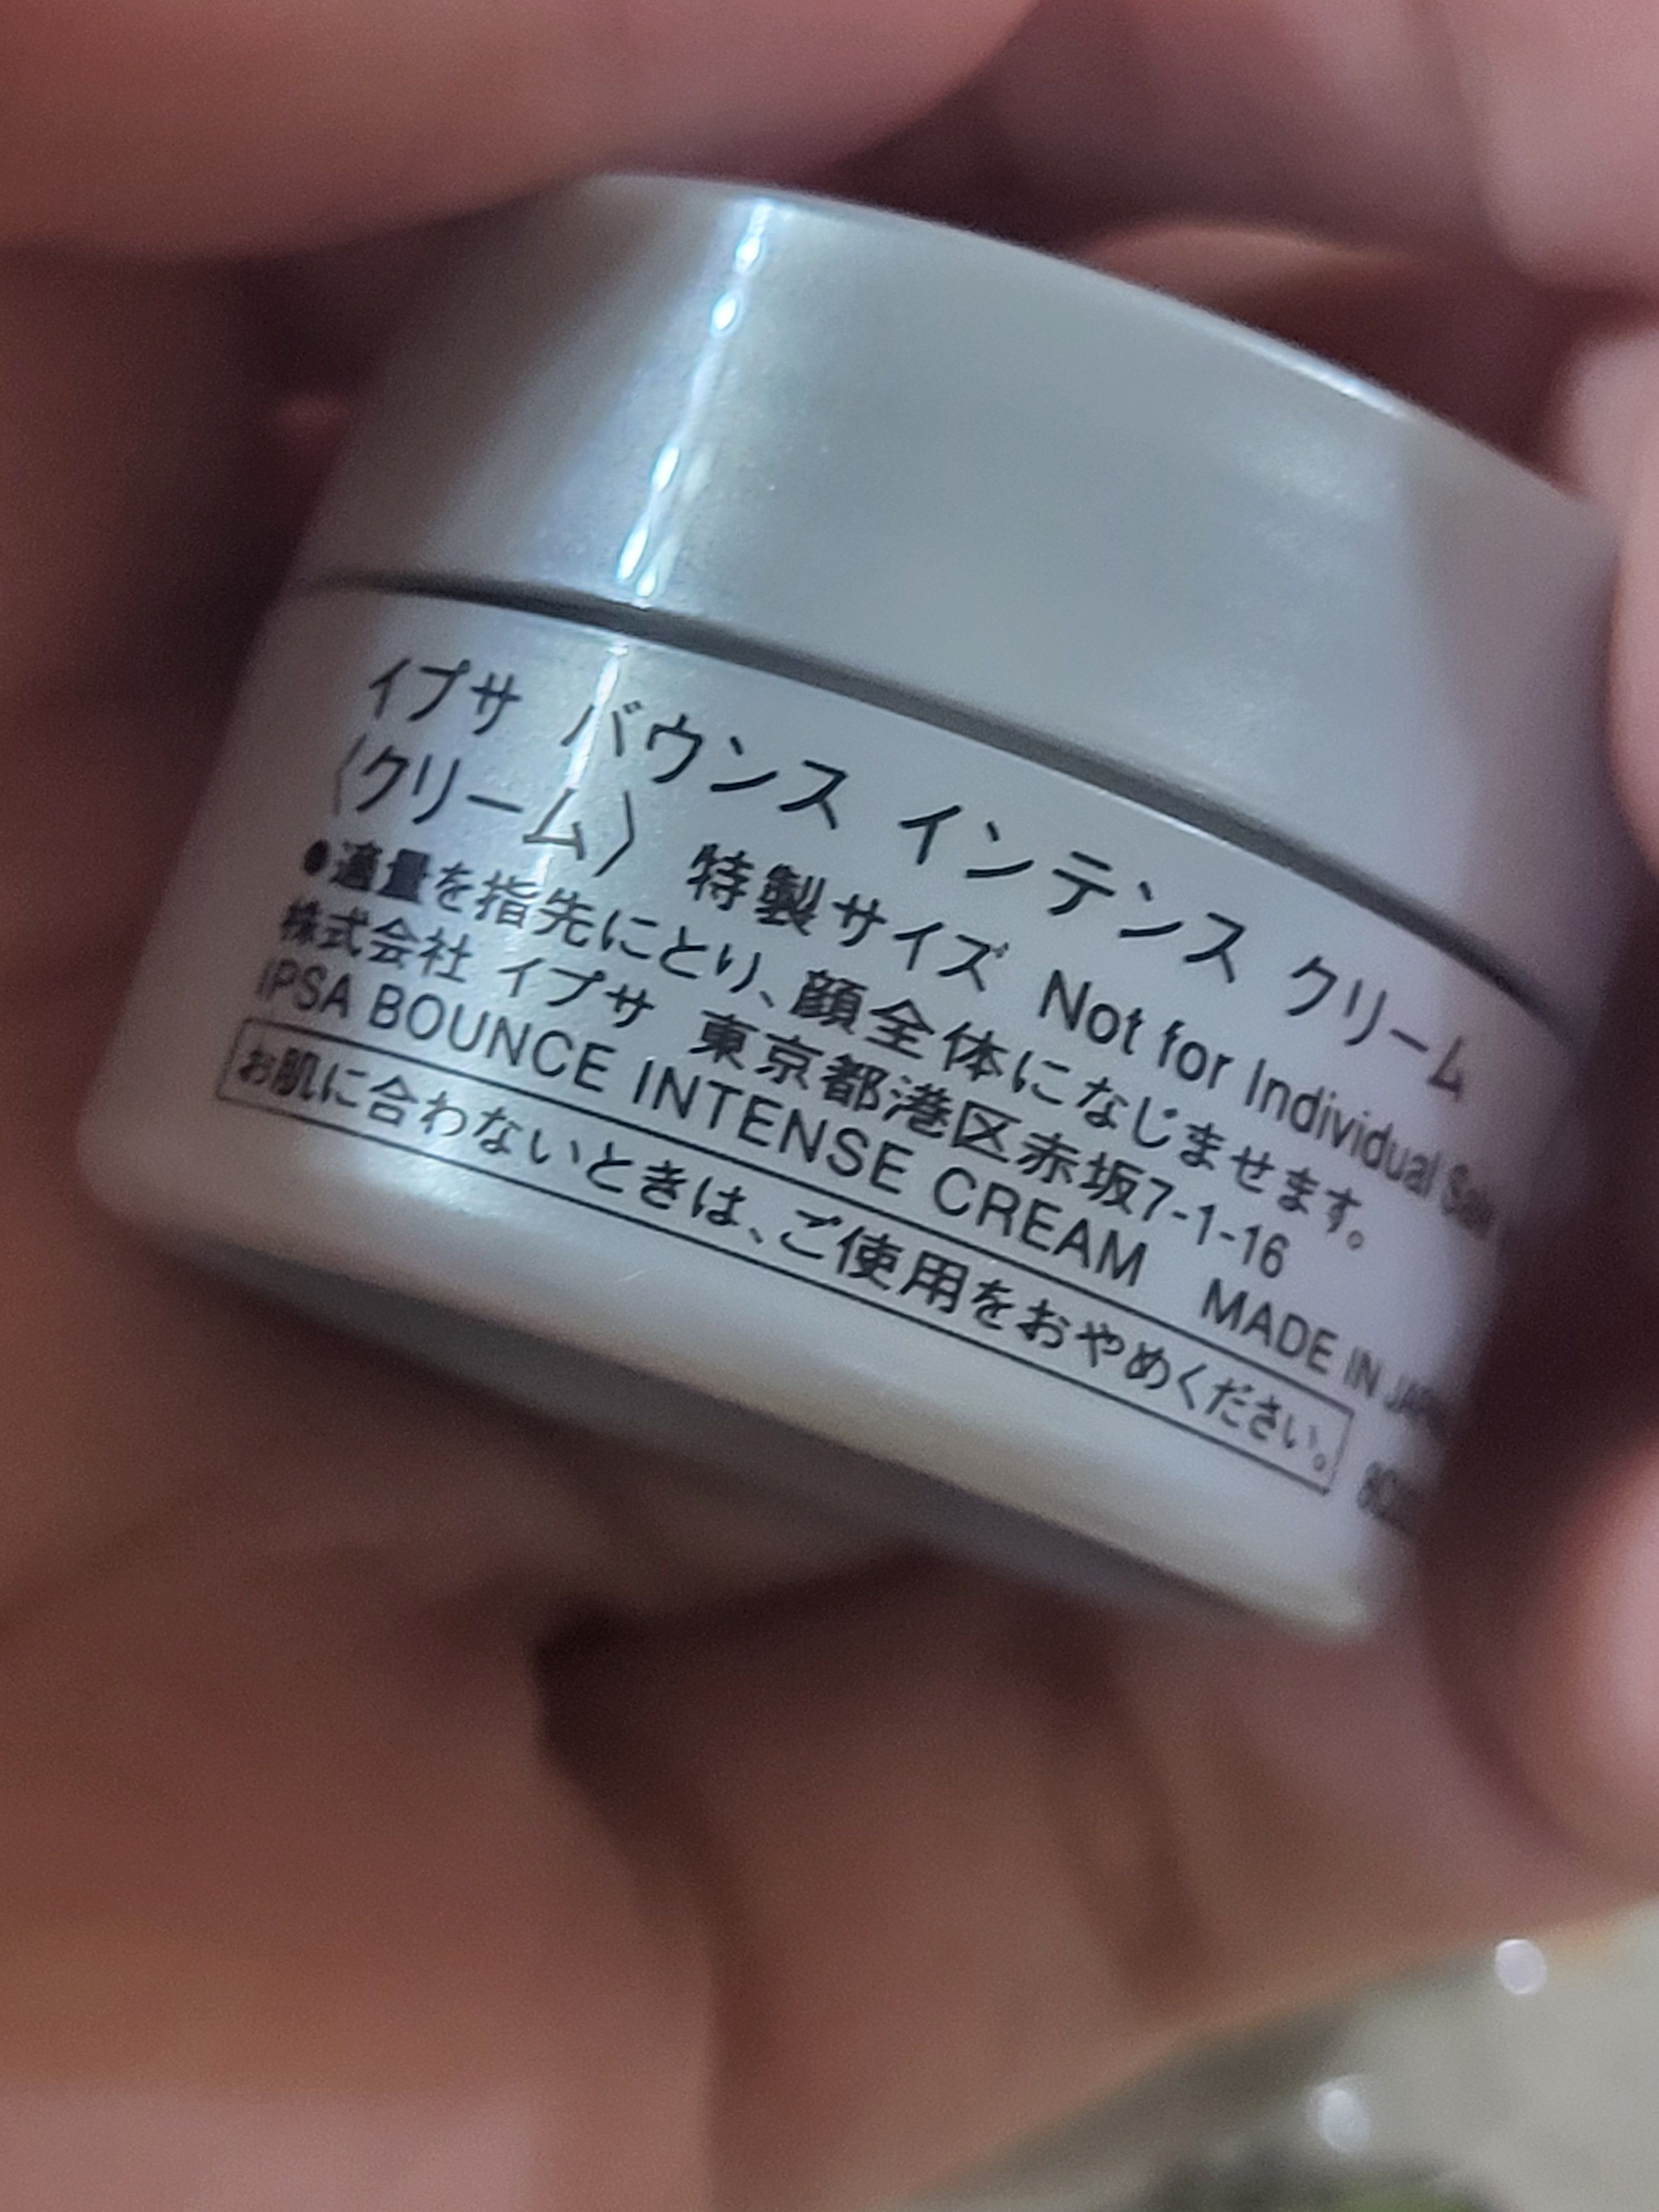 イプサ バウンス インテンス クリーム
〈クリーム〉 特製サイズ Not for Individual Sale
●適量を指先にとり、顔全体になじませます。
株式会社 イプサ 東京都港区赤坂7-1-16
IPSA BOUNCE INTENSE CREAM MADE IN
お肌に合わないときは、ご使用をおやめください。